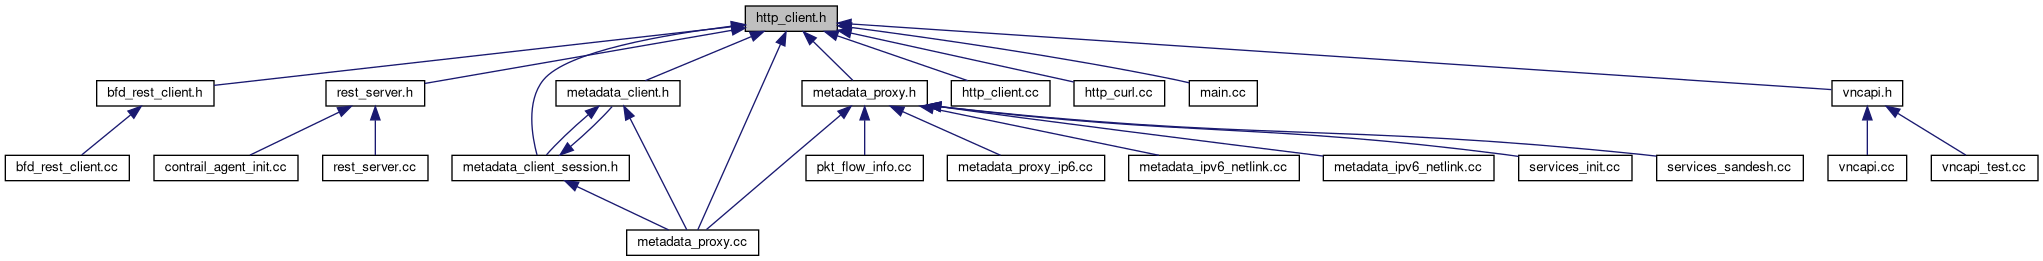 http_client.h
bfd_rest_client.h
rest_server.h
metadata_client.h
metadata_proxy.h
http_client.cc
http_curl.cc
main.cc
vncapi.h
bfd_rest_client.cc
contrail_agent_init.cc
rest_server.cc
metadata_client_session.h
pkt_flow_info.cc
metadata_proxy_ip6.cc
metadata_ipv6_netlink.cc
metadata_ipv6_netlink.cc
services_init.cc
services_sandesh.cc
vncapi.cc
vncapi_test.cc
metadata_proxy.cc